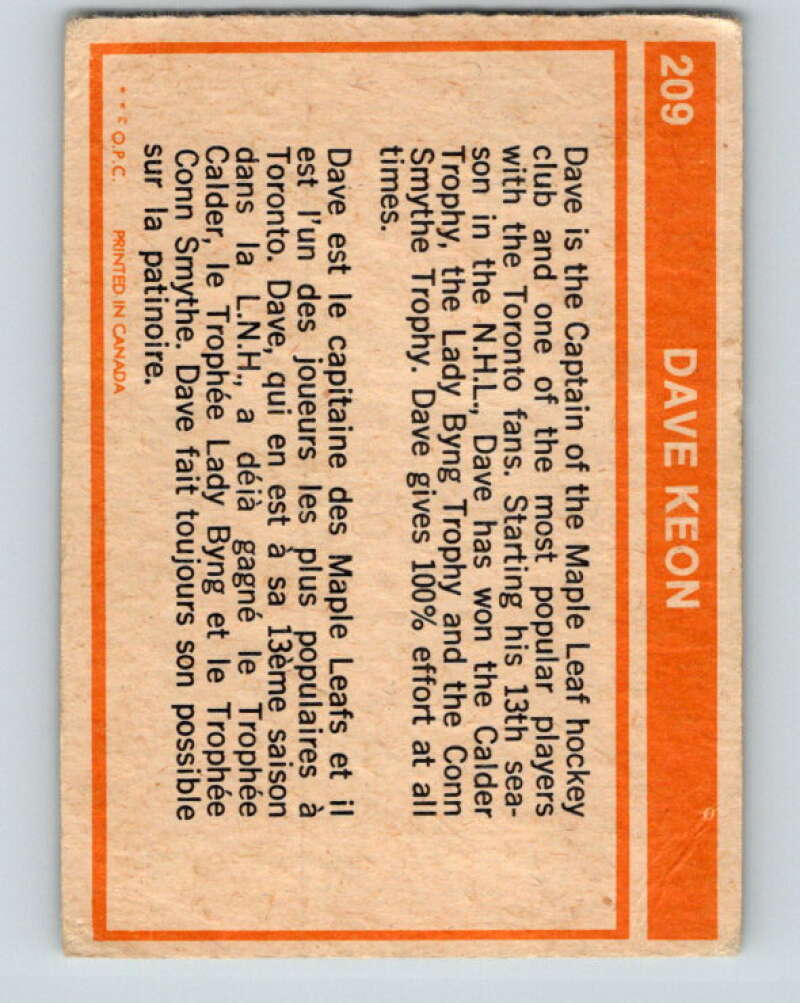 209 DAVE KEON
Dave is the Captain of the Maple Leaf hockey
club and one of the most popular players
with the Toronto fans. Starting his 13th sea-
son in the N.H.L., Dave has won the Calder
Trophy, the Lady Byng Trophy and the Conn
Smythe Trophy. Dave gives 100% effort at all
times.
Dave est le capitaine des Maple Leafs et il
est l'un des joueurs les plus populaires à
Toronto. Dave, qui en est à sa 13ème saison
dans la L.N.H., a déjà gagné le Trophée
Calder, le Trophée Lady Byng et le Trophée
Conn Smythe. Dave fait toujours son possible
sur la patinoire.
* * © O.P.C. PRINTED IN CANADA